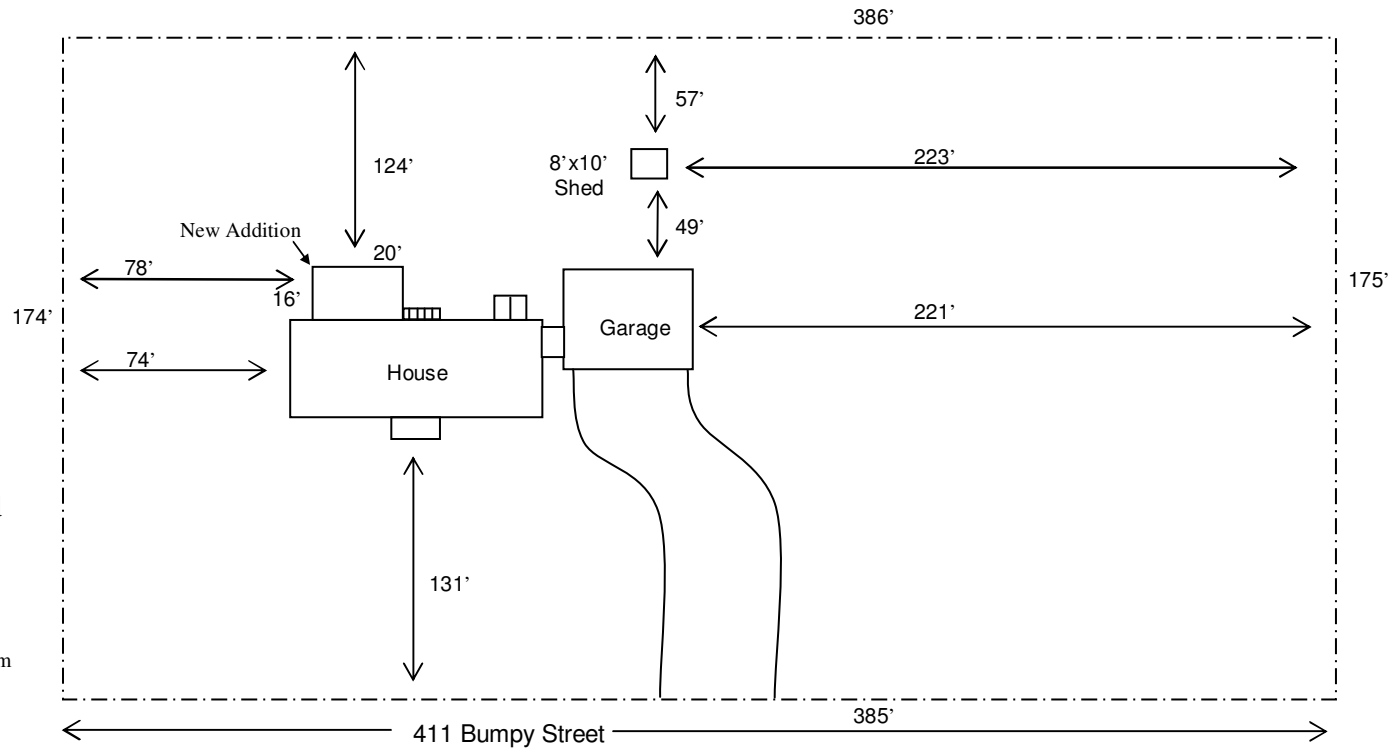 386’
57’
124’
8’x10’
Shed
223’
49’
New Addition
20’
78’
16’
174’
175’
Garage
221’
74’
House
131’
m
385’
411 Bumpy Street